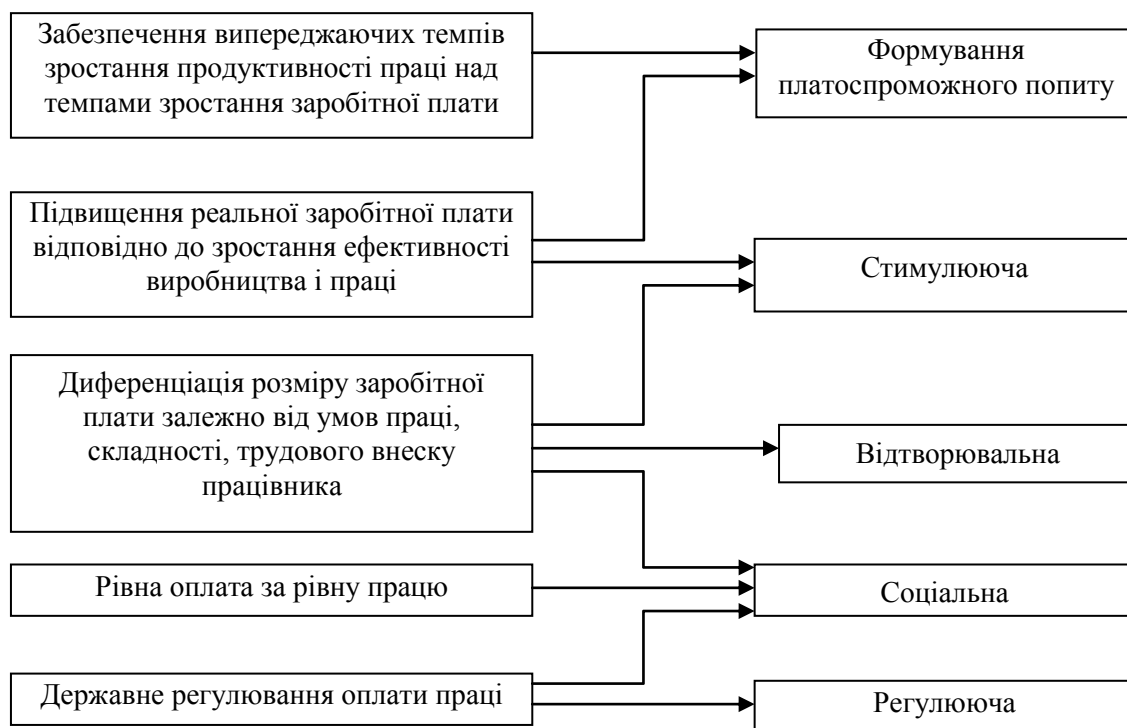 Забезпечення випереджаючих темпів
зростання продуктивності праці над
темпами зростання заробітної плати
Формування
платоспроможного попиту
Підвищення реальної заробітної плати
відповідно до зростання ефективності
виробництва і праці
Стимулююча
Диференціація розміру заробітної
плати залежно від умов праці,
складності, трудового внеску
працівника
Відтворювальна
Рівна оплата за рівну працю
Соціальна
Державне регулювання оплати праці
Регулююча